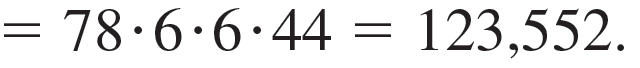 = 78·6·6·44 = 123,552.